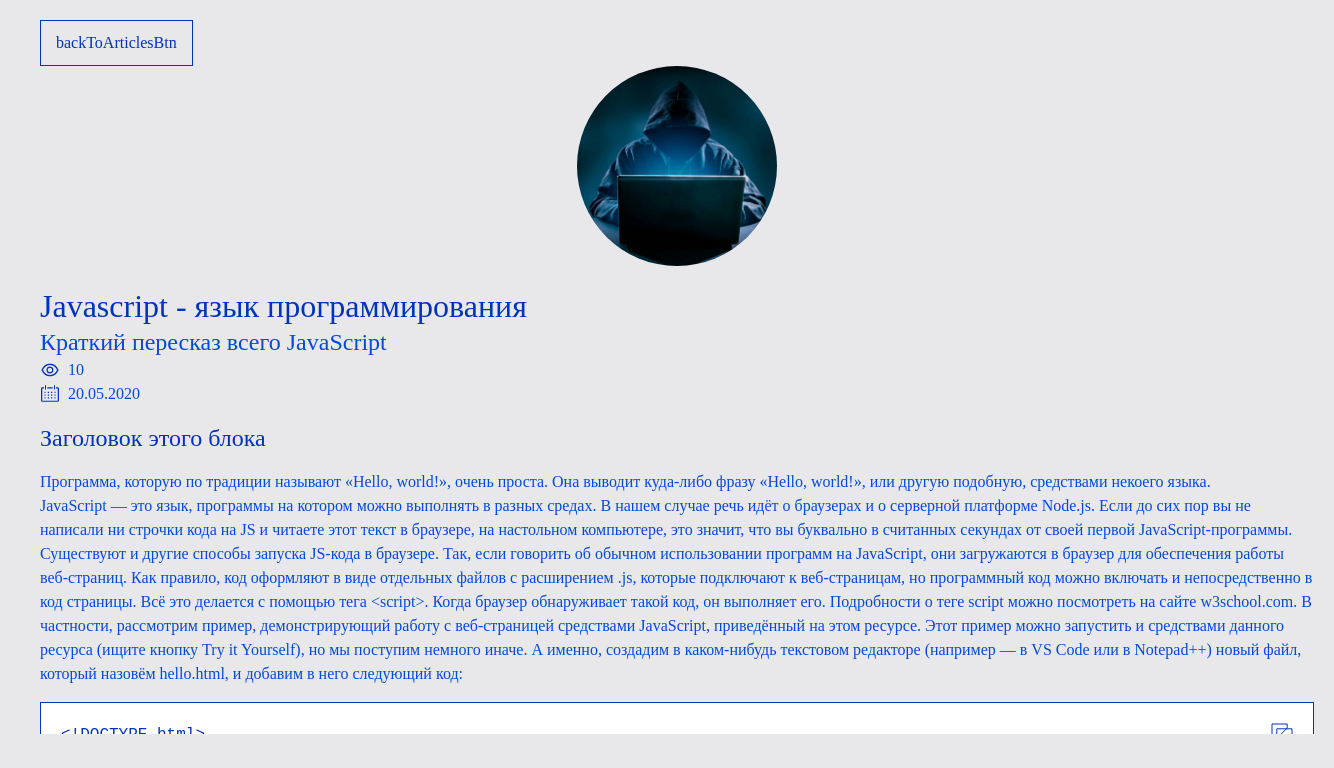 backToArticlesBtn
Javascript - язык программирования
Краткий пересказ всего JavaScript
10
20.05.2020
Заголовок этого блока
Программа, которую по традиции называют «Hello, world!», очень проста. Она выводит куда-либо фразу «Hello, world!», или другую подобную, средствами некоего языка.
JavaScript — это язык, программы на котором можно выполнять в разных средах. В нашем случае речь идёт о браузерах и о серверной платформе Node.js. Если до сих пор вы не
написали ни строчки кода на JS и читаете этот текст в браузере, на настольном компьютере, это значит, что вы буквально в считанных секундах от своей первой JavaScript-программы.
Существуют и другие способы запуска JS-кода в браузере. Так, если говорить об обычном использовании программ на JavaScript, они загружаются в браузер для обеспечения работы
веб-страниц. Как правило, код оформляют в виде отдельных файлов с расширением .js, которые подключают к веб-страницам, но программный код можно включать и непосредственно в
код страницы. Всё это делается с помощью тега <script>. Когда браузер обнаруживает такой код, он выполняет его. Подробности о теге script можно посмотреть на сайте w3school.com. В
частности, рассмотрим пример, демонстрирующий работу с веб-страницей средствами JavaScript, приведённый на этом ресурсе. Этот пример можно запустить и средствами данного
ресурса (ищите кнопку Try it Yourself), но мы поступим немного иначе. А именно, создадим в каком-нибудь текстовом редакторе (например — в VS Code или в Notepad++) новый файл,
который назовём hello.html, и добавим в него следующий код:
<!DOCTYPE html>